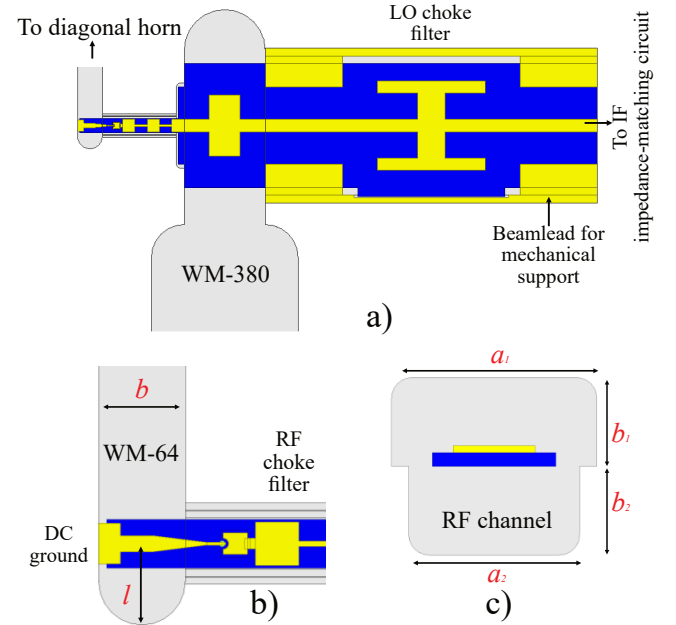 To diagonal horn
LO choke
filter
To IF
impedance-matching circuit
Beamlead for
mechanical
support
WM-380
a)
b
WM-64
RF
choke
filter
DC
ground
l
b)
a1
b1
b2
RF channel
a2
c)